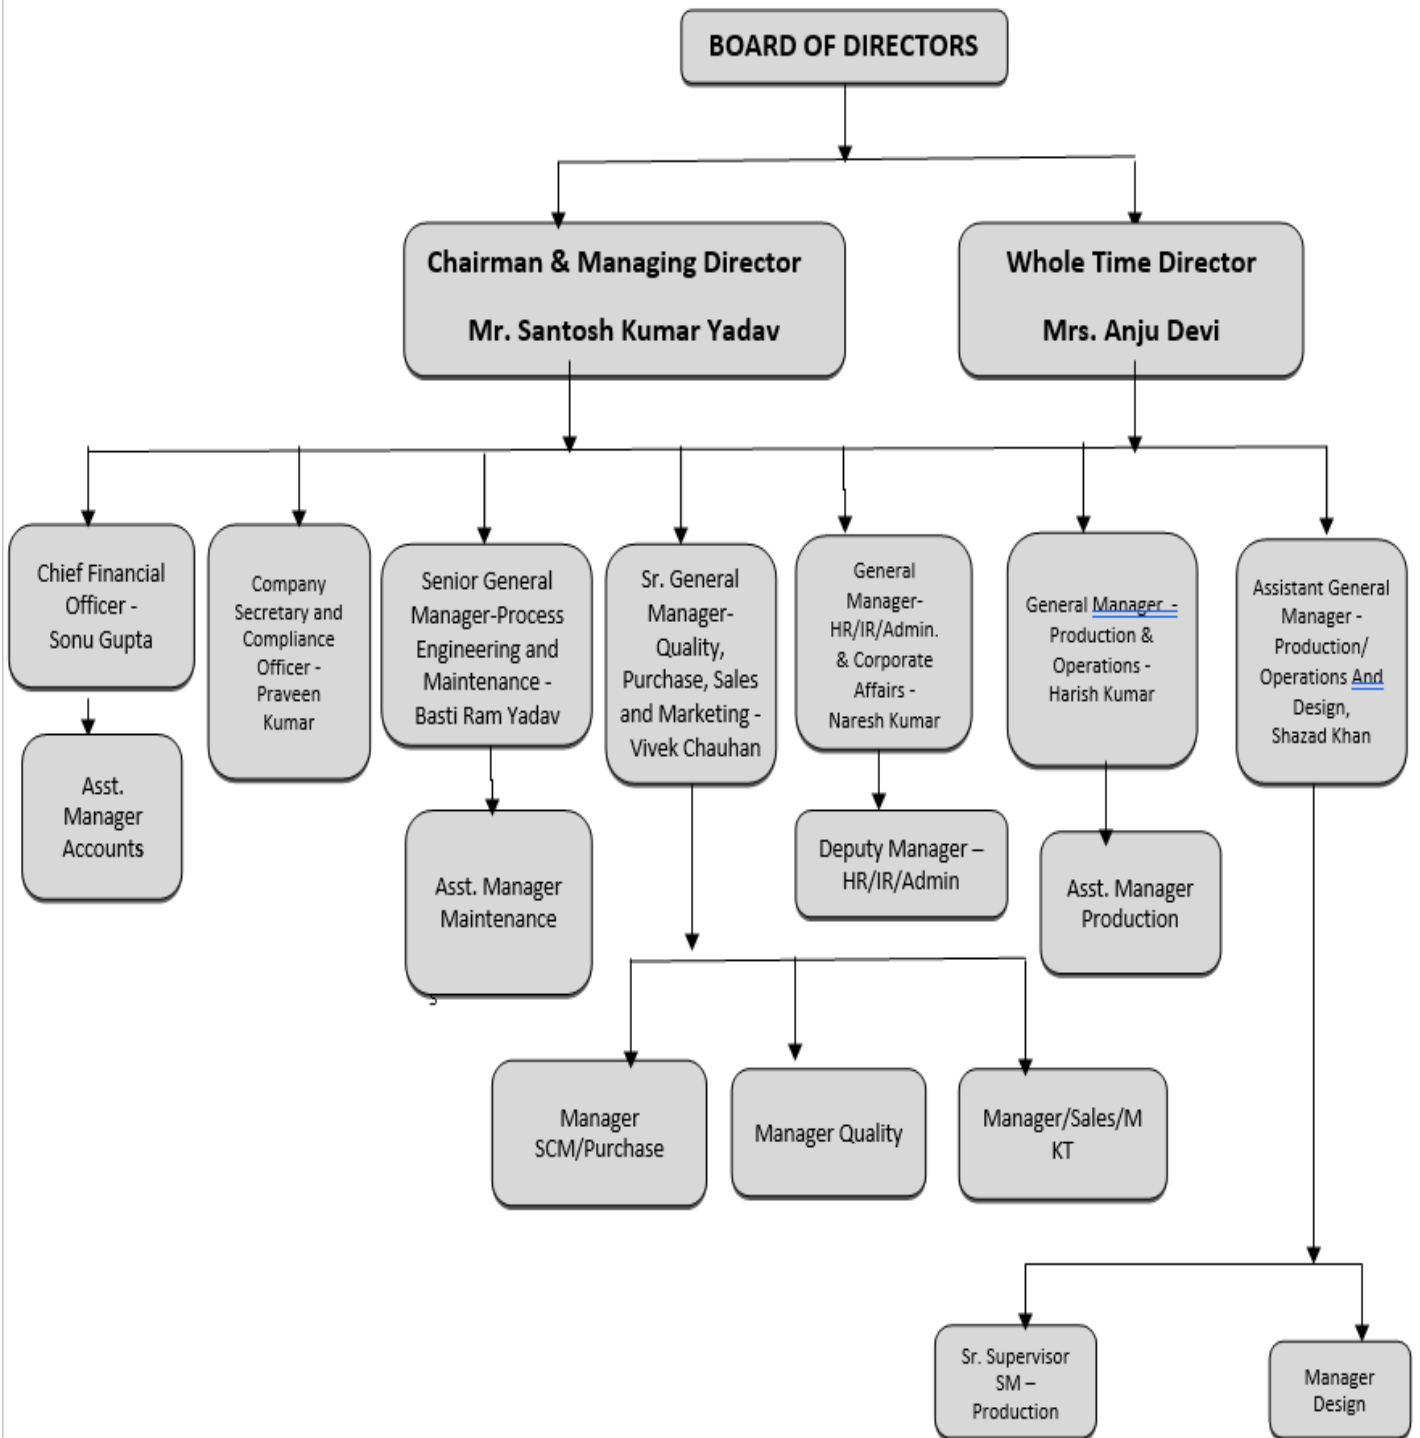 BOARD OF DIRECTORS
Chairman & Managing Director
Mr. Santosh Kumar Yadav
Whole Time Director
Mrs. Anju Devi
Chief Financial
Officer -
Sonu Gupta
Company
Secretary and
Compliance
Officer -
Praveen
Kumar
Senior General
Manager-Process
Engineering and
Maintenance -
Basti Ram Yadav
Sr. General
Manager-
Quality,
Purchase, Sales
and Marketing -
Vivek Chauhan
General
Manager-
HR/IR/Admin.
& Corporate
Affairs -
Naresh Kumar
General Manager -
Production &
Operations -
Harish Kumar
Assistant General
Manager -
Production/
Operations And
Design,
Shazad Khan
Asst.
Manager
Accounts
Asst. Manager
Maintenance
S
Deputy Manager –
HR/IR/Admin
Asst. Manager
Production
Manager
SCM/Purchase
Manager Quality
Manager/Sales/M
KT
Sr. Supervisor
SM –
Production
Manager
Design